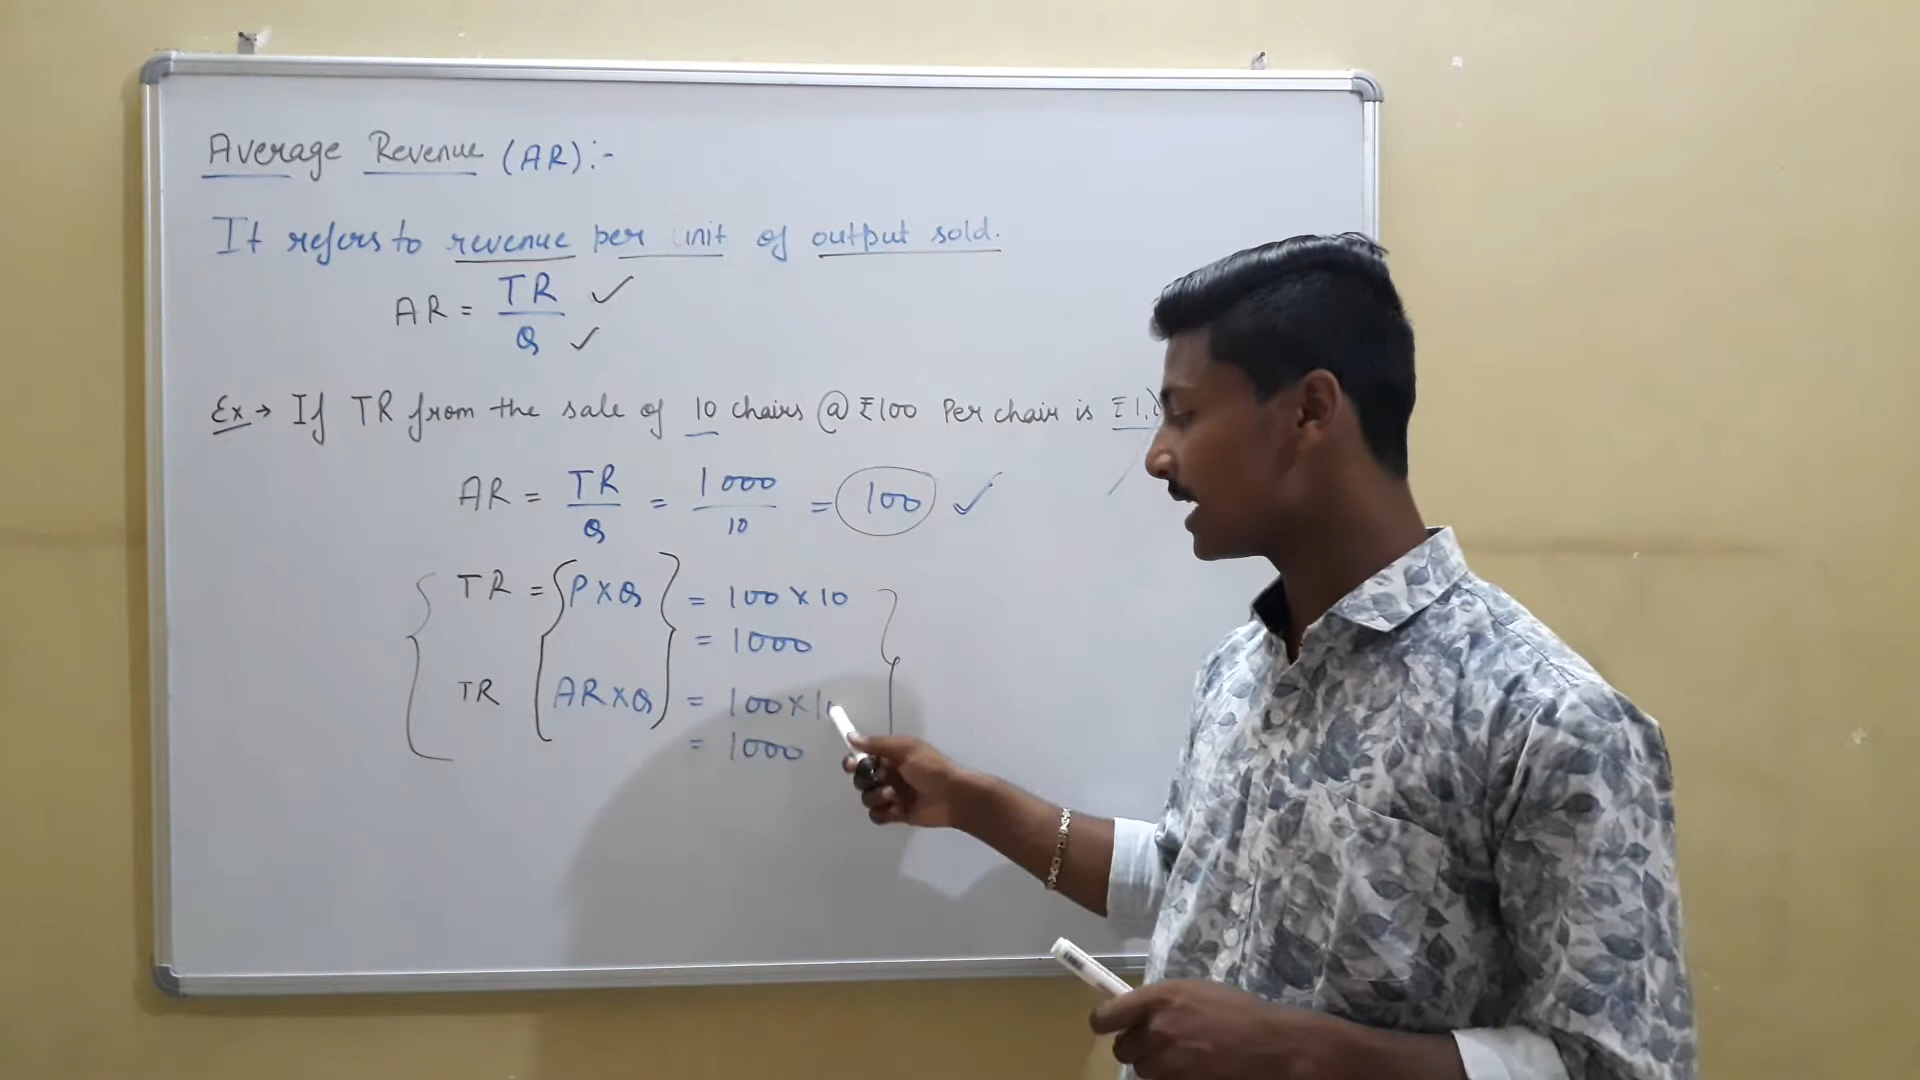 Average Revenue (AR):-
It refers to revenue per unit of output sold.
AR = TR ✓
Q ✓
Ex → If TR from the sale of 10 chairs @ ₹100 Per chair is
AR = TR/Q = 1000/10 = 100 ✓
TR = {P×Q} = 100×10
= 1000
TR {AR×Q} = 100×10
= 1000